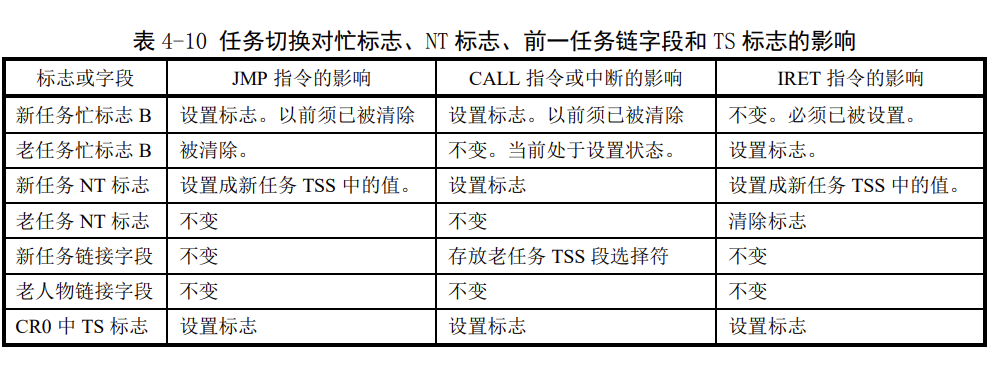 表 4-10 任务切换对忙标志、NT 标志、前一任务链字段和 TS 标志的影响
标志或字段 JMP 指令的影响 CALL 指令或中断的影响 IRET 指令的影响
新任务忙标志 B 设置标志。以前须已被清除 设置标志。以前须已被清除 不变。必须已被设置。
老任务忙标志 B 被清除。 不变。当前处于设置状态。 设置标志。
新任务 NT 标志 设置成新任务 TSS 中的值。 设置标志 设置成新任务 TSS 中的值。
老任务 NT 标志 不变 不变 清除标志
新任务链接字段 不变 存放老任务 TSS 段选择符 不变
老人物链接字段 不变 不变 不变
CR0 中 TS 标志 设置标志 设置标志 设置标志